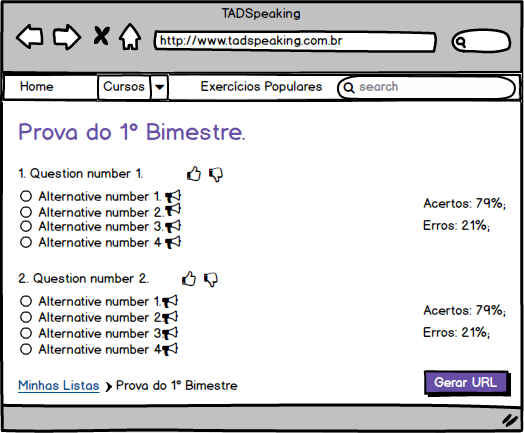 TADSpeaking
http://www.tadspeaking.com.br
Home Cursos Exercícios Populares search
Prova do 1° Bimestre.
1. Question number 1.
Alternative number 1.
Alternative number 2.
Alternative number 3.
Alternative number 4
Acertos: 79%;
Erros: 21%;
2. Question number 2.
Alternative number 1.
Alternative number 2
Alternative number 3
Alternative number 4
Acertos: 79%;
Erros: 21%;
Minhas Listas > Prova do 1° Bimestre
Gerar URL